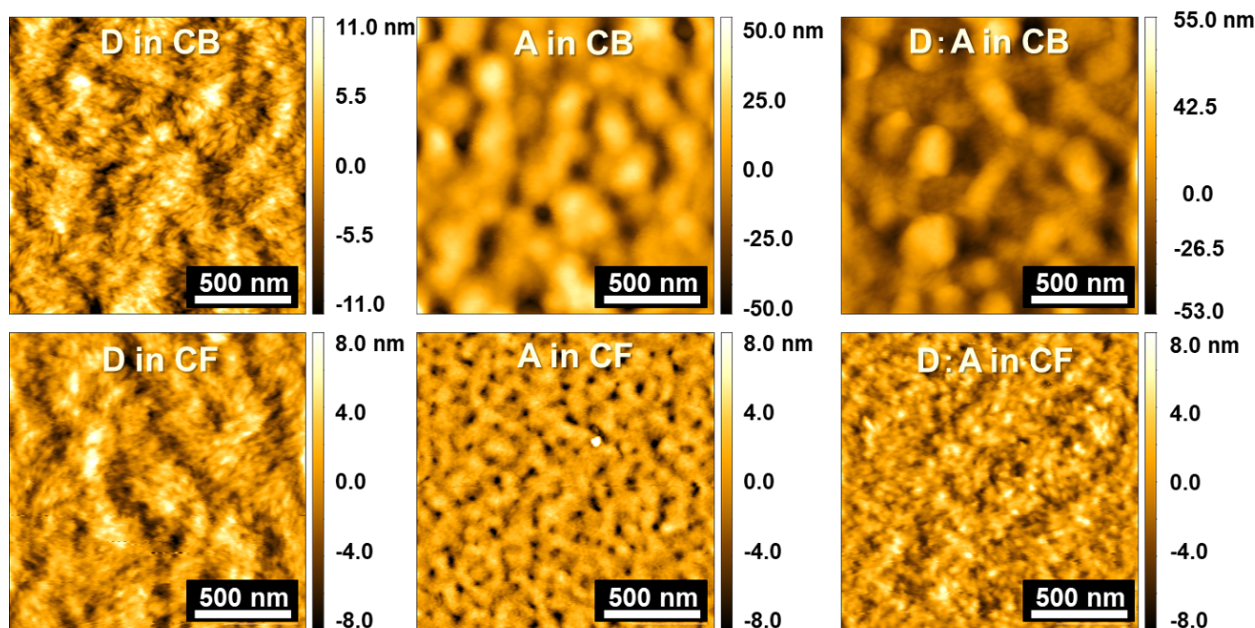 D in CB
11.0 nm
5.5
0.0
-5.5
-11.0
500 nm
A in CB
50.0 nm
25.0
0.0
-25.0
-50.0
500 nm
D:A in CB
55.0 nm
42.5
0.0
-26.5
-53.0
500 nm
D in CF
8.0 nm
4.0
0.0
-4.0
-8.0
500 nm
A in CF
8.0 nm
4.0
0.0
-4.0
-8.0
500 nm
D:A in CF
8.0 nm
4.0
0.0
-4.0
-8.0
500 nm